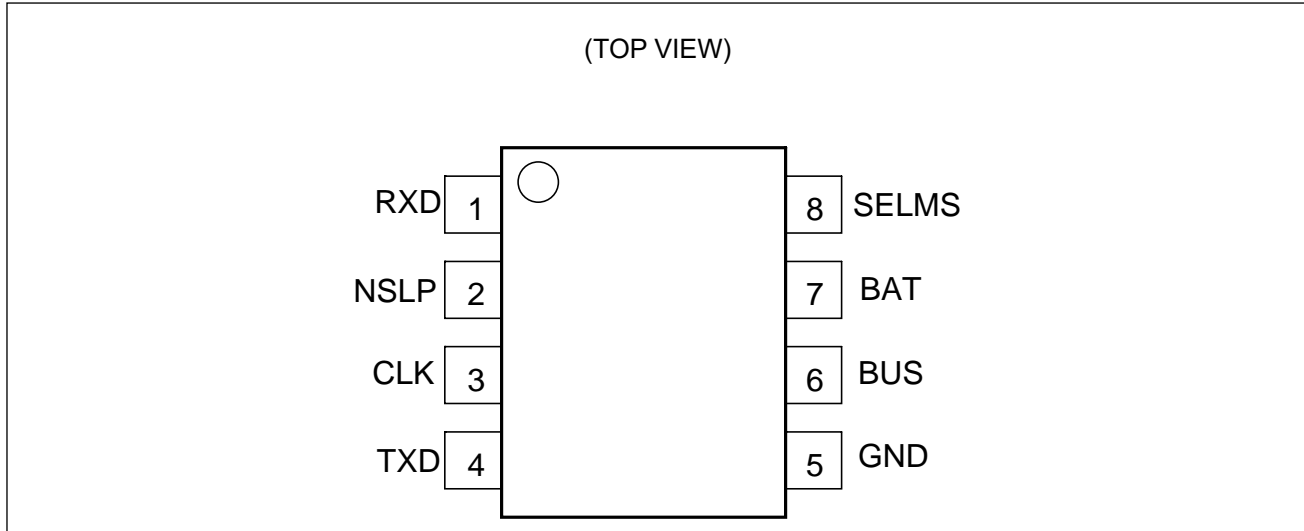 (TOP VIEW)
RXD 1 8 SELMS
NSLP 2 7 BAT
CLK 3 6 BUS
TXD 4 5 GND